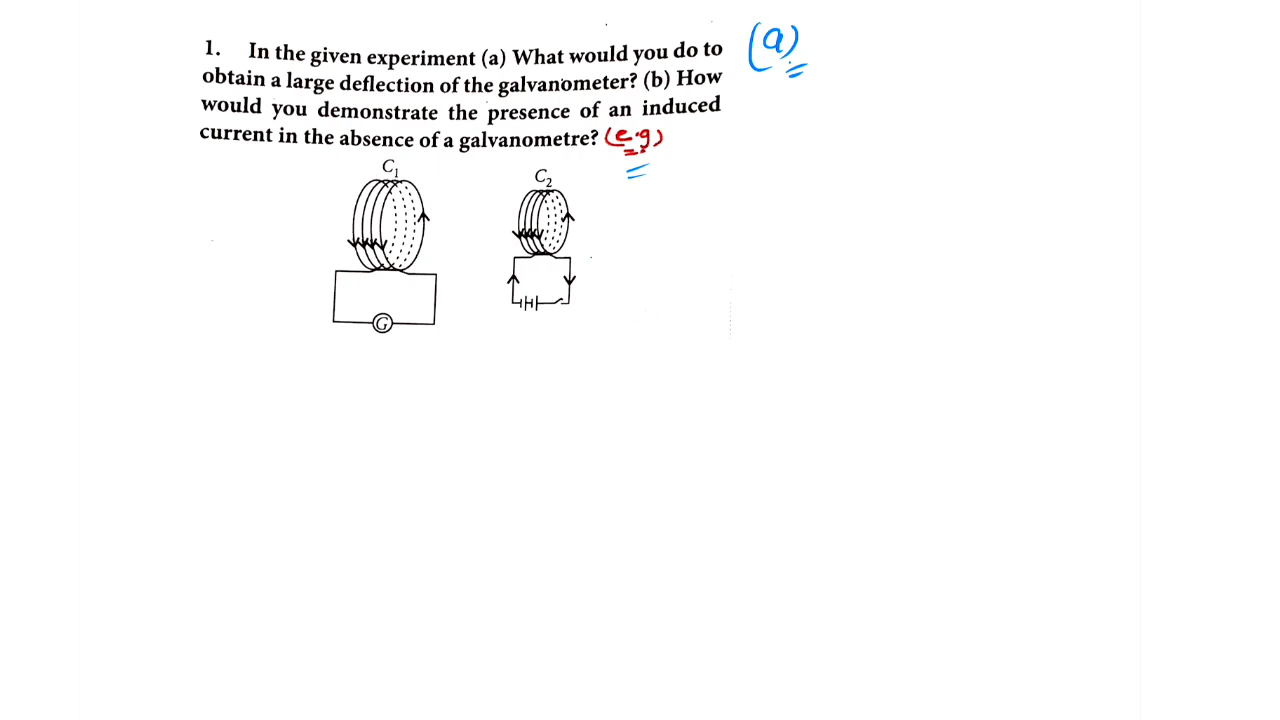 1. In the given experiment (a) What would you do to
obtain a large deflection of the galvanometer? (b) How
would you demonstrate the presence of an induced
current in the absence of a galvanometre? (e.g)
(a)
C₁
C₂
G